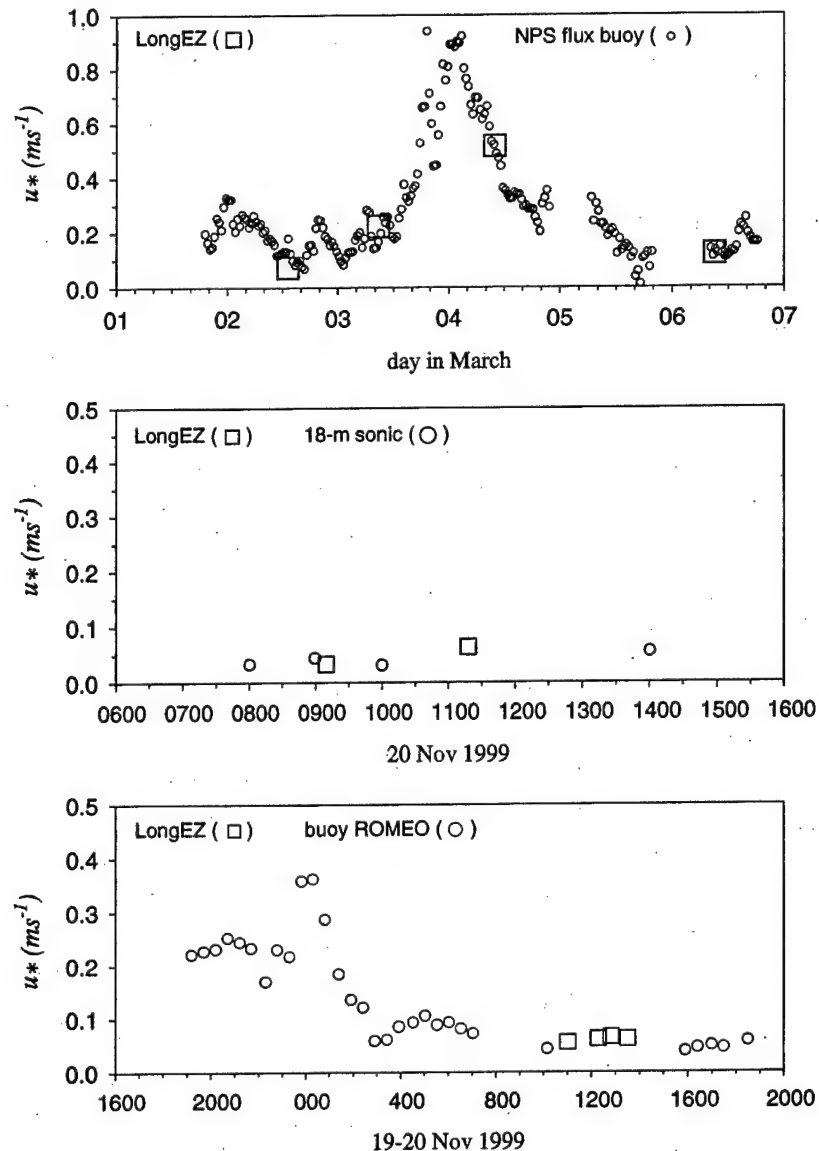 LongEZ ( □ ) NPS flux buoy ( ○ )
1.0
0.8
0.6
0.4
0.2
0.0
u* (ms⁻¹)
01 02 03 04 05 06 07
day in March
LongEZ ( □ ) 18-m sonic ( ○ )
0.5
0.4
0.3
0.2
0.1
0.0
u* (ms⁻¹)
0600 0700 0800 0900 1000 1100 1200 1300 1400 1500 1600
20 Nov 1999
LongEZ ( □ ) buoy ROMEO ( ○ )
0.5
0.4
0.3
0.2
0.1
0.0
u* (ms⁻¹)
1600 2000 000 400 800 1200 1600 2000
19-20 Nov 1999